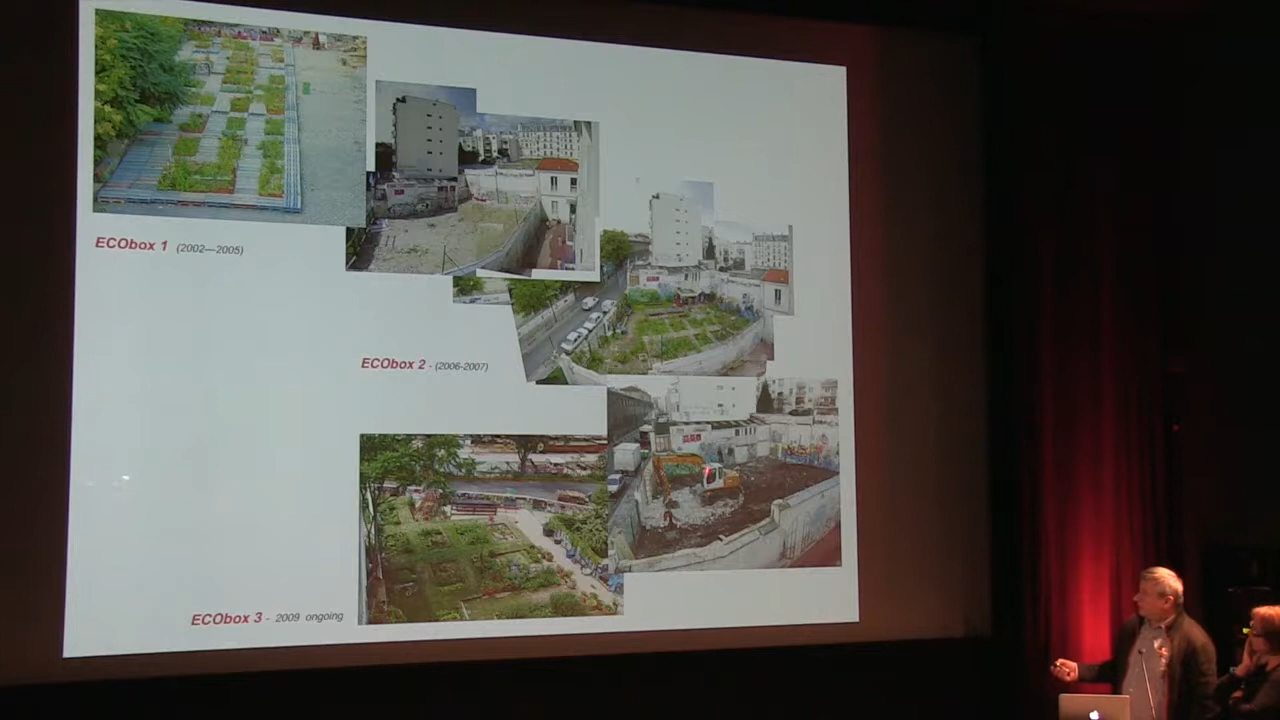 ECObox 1 (2002—2005)
ECObox 2 - (2006-2007)
ECObox 3 - 2009 ongoing